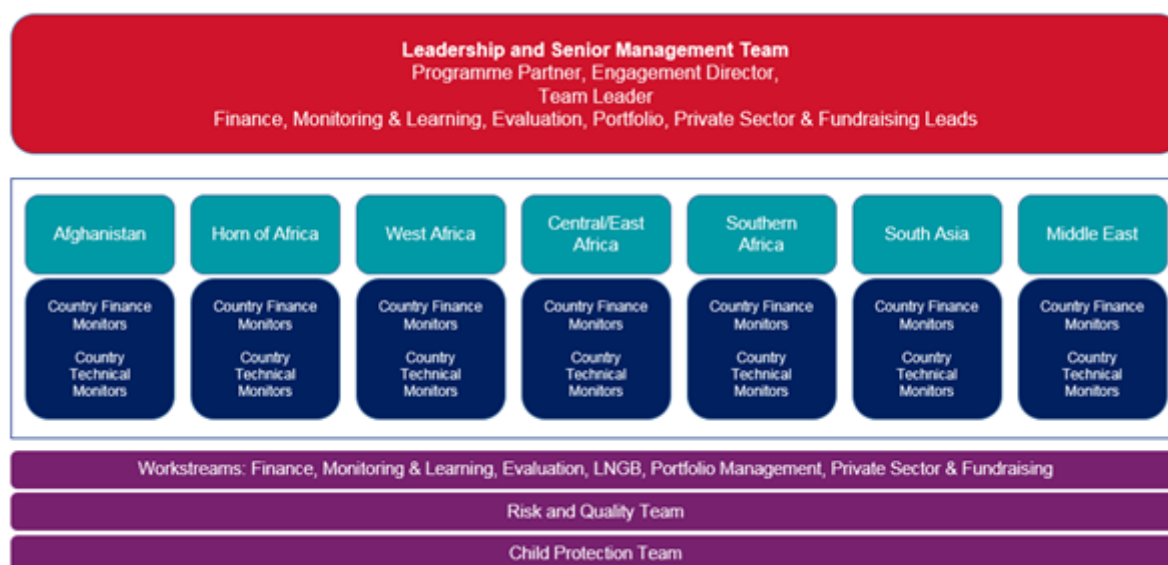 Leadership and Senior Management Team
Programme Partner, Engagement Director,
Team Leader
Finance, Monitoring & Learning, Evaluation, Portfolio, Private Sector & Fundraising Leads
Afghanistan
Horn of Africa
West Africa
Central/East
Africa
Southern
Africa
South Asia
Middle East
Country Finance
Monitors
Country
Technical
Monitors
Country Finance
Monitors
Country
Technical
Monitors
Country Finance
Monitors
Country
Technical
Monitors
Country Finance
Monitors
Country
Technical
Monitors
Country Finance
Monitors
Country
Technical
Monitors
Country Finance
Monitors
Country
Technical
Monitors
Country Finance
Monitors
Country
Technical
Monitors
Workstreams: Finance, Monitoring & Learning, Evaluation, LNGB, Portfolio Management, Private Sector & Fundraising
Risk and Quality Team
Child Protection Team